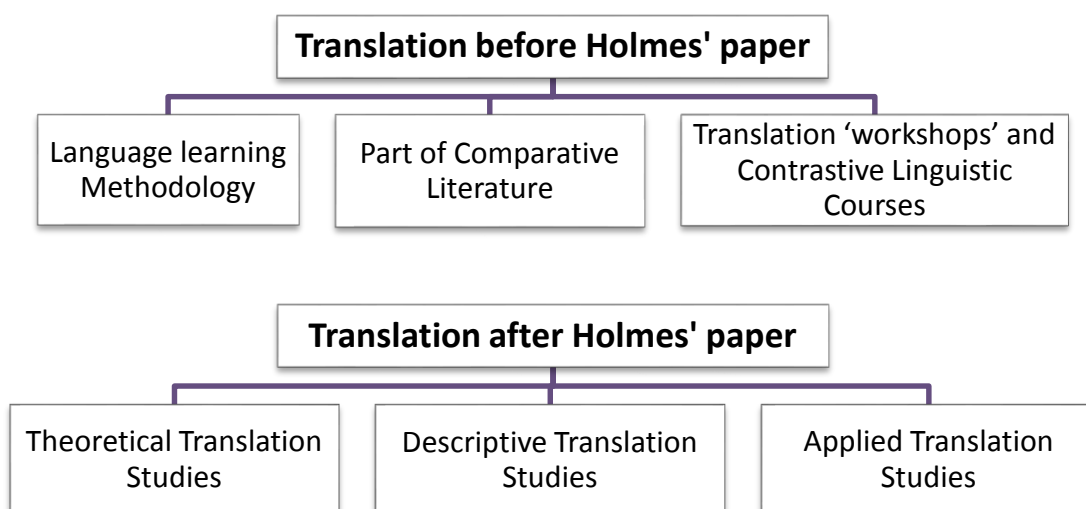 Translation before Holmes' paper
Language learning
Methodology
Part of Comparative
Literature
Translation ‘workshops’ and
Contrastive Linguistic
Courses
Translation after Holmes' paper
Theoretical Translation
Studies
Descriptive Translation
Studies
Applied Translation
Studies